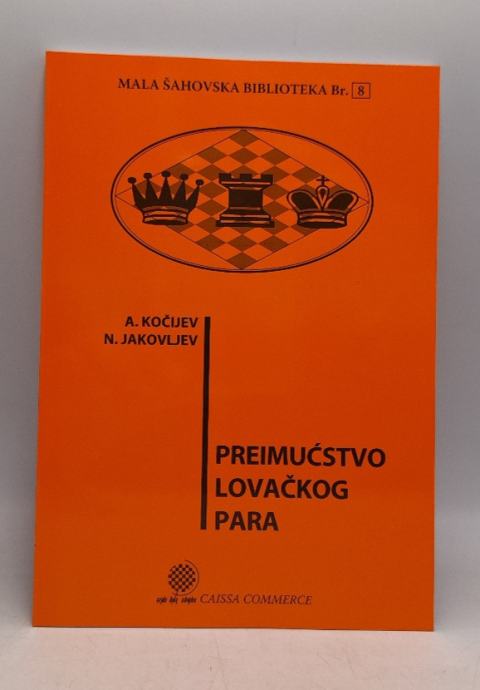 MALA ŠAHOVSKA BIBLIOTEKA Br. 8
A. KOČIJEV
N. JAKOVLJEV
PREIMUĆSTVO
LOVAČKOG
PARA
CAISSA COMMERCE